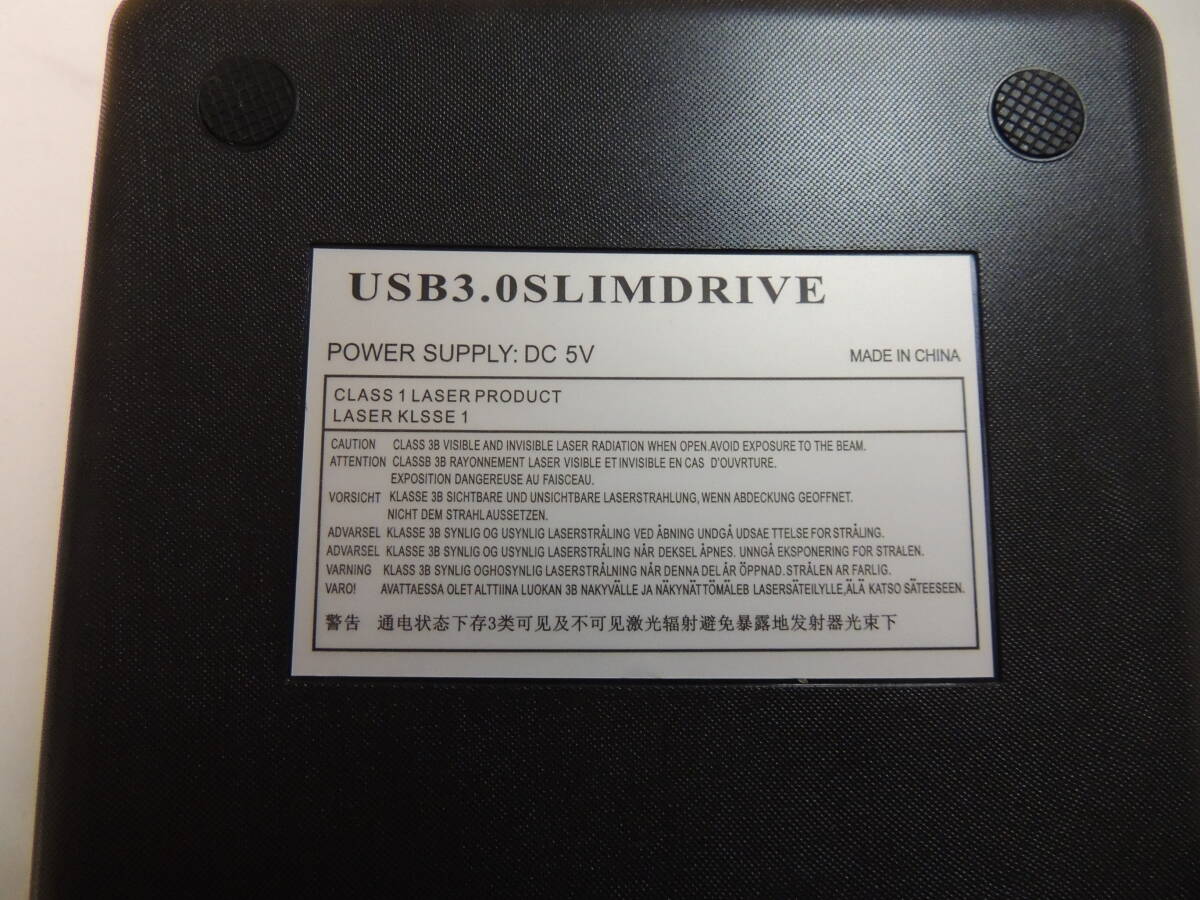 USB3.0SLIMDRIVE
POWER SUPPLY: DC 5V
MADE IN CHINA
CLASS 1 LASER PRODUCT
LASER KLSSE 1
CAUTION CLASS 3B VISIBLE AND INVISIBLE LASER RADIATION WHEN OPEN.AVOID EXPOSURE TO THE BEAM.
ATTENTION CLASSB 3B RAYONNEMENT LASER VISIBLE ET INVISIBLE EN CAS D'OUVRTURE.
EXPOSITION DANGEREUSE AU FAISCEAU.
VORSICHT KLASSE 3B SICHTBARE UND UNSICHTBARE LASERSTRAHLUNG, WENN ABDECKUNG GEOFFNET.
NICHT DEM STRAHLAUSSETZEN.
ADVARSEL KLASSE 3B SYNLIG OG USYNLIG LASERSTRÅLING VED ÅBNING UNDGÅ UDSAE TTELSE FOR STRÅLING.
ADVARSEL KLASSE 3B SYNLIG OG USYNLIG LASERSTRÅLING NÅR DEKSEL ÅPNES. UNNGÅ EKSPONERING FOR STRALEN.
VARNING KLASS 3B SYNLIG OGHOSYNLIG LASERSTRÅLNING NÅR DENNA DEL ÅR ÖPPNAD. STRÅLEN AR FARLIG.
VARO! AVATTAESSA OLET ALTTIINA LUOKAN 3B NAKYVÄLLE JA NÄKYNÄTTÖMÄLEB LASERSÄTEILYLLE,ÄLÄ KATSO SÄTEESEEN.
警告 通电状态下存3类可见及不可见激光辐射避免暴露地发射器光束下